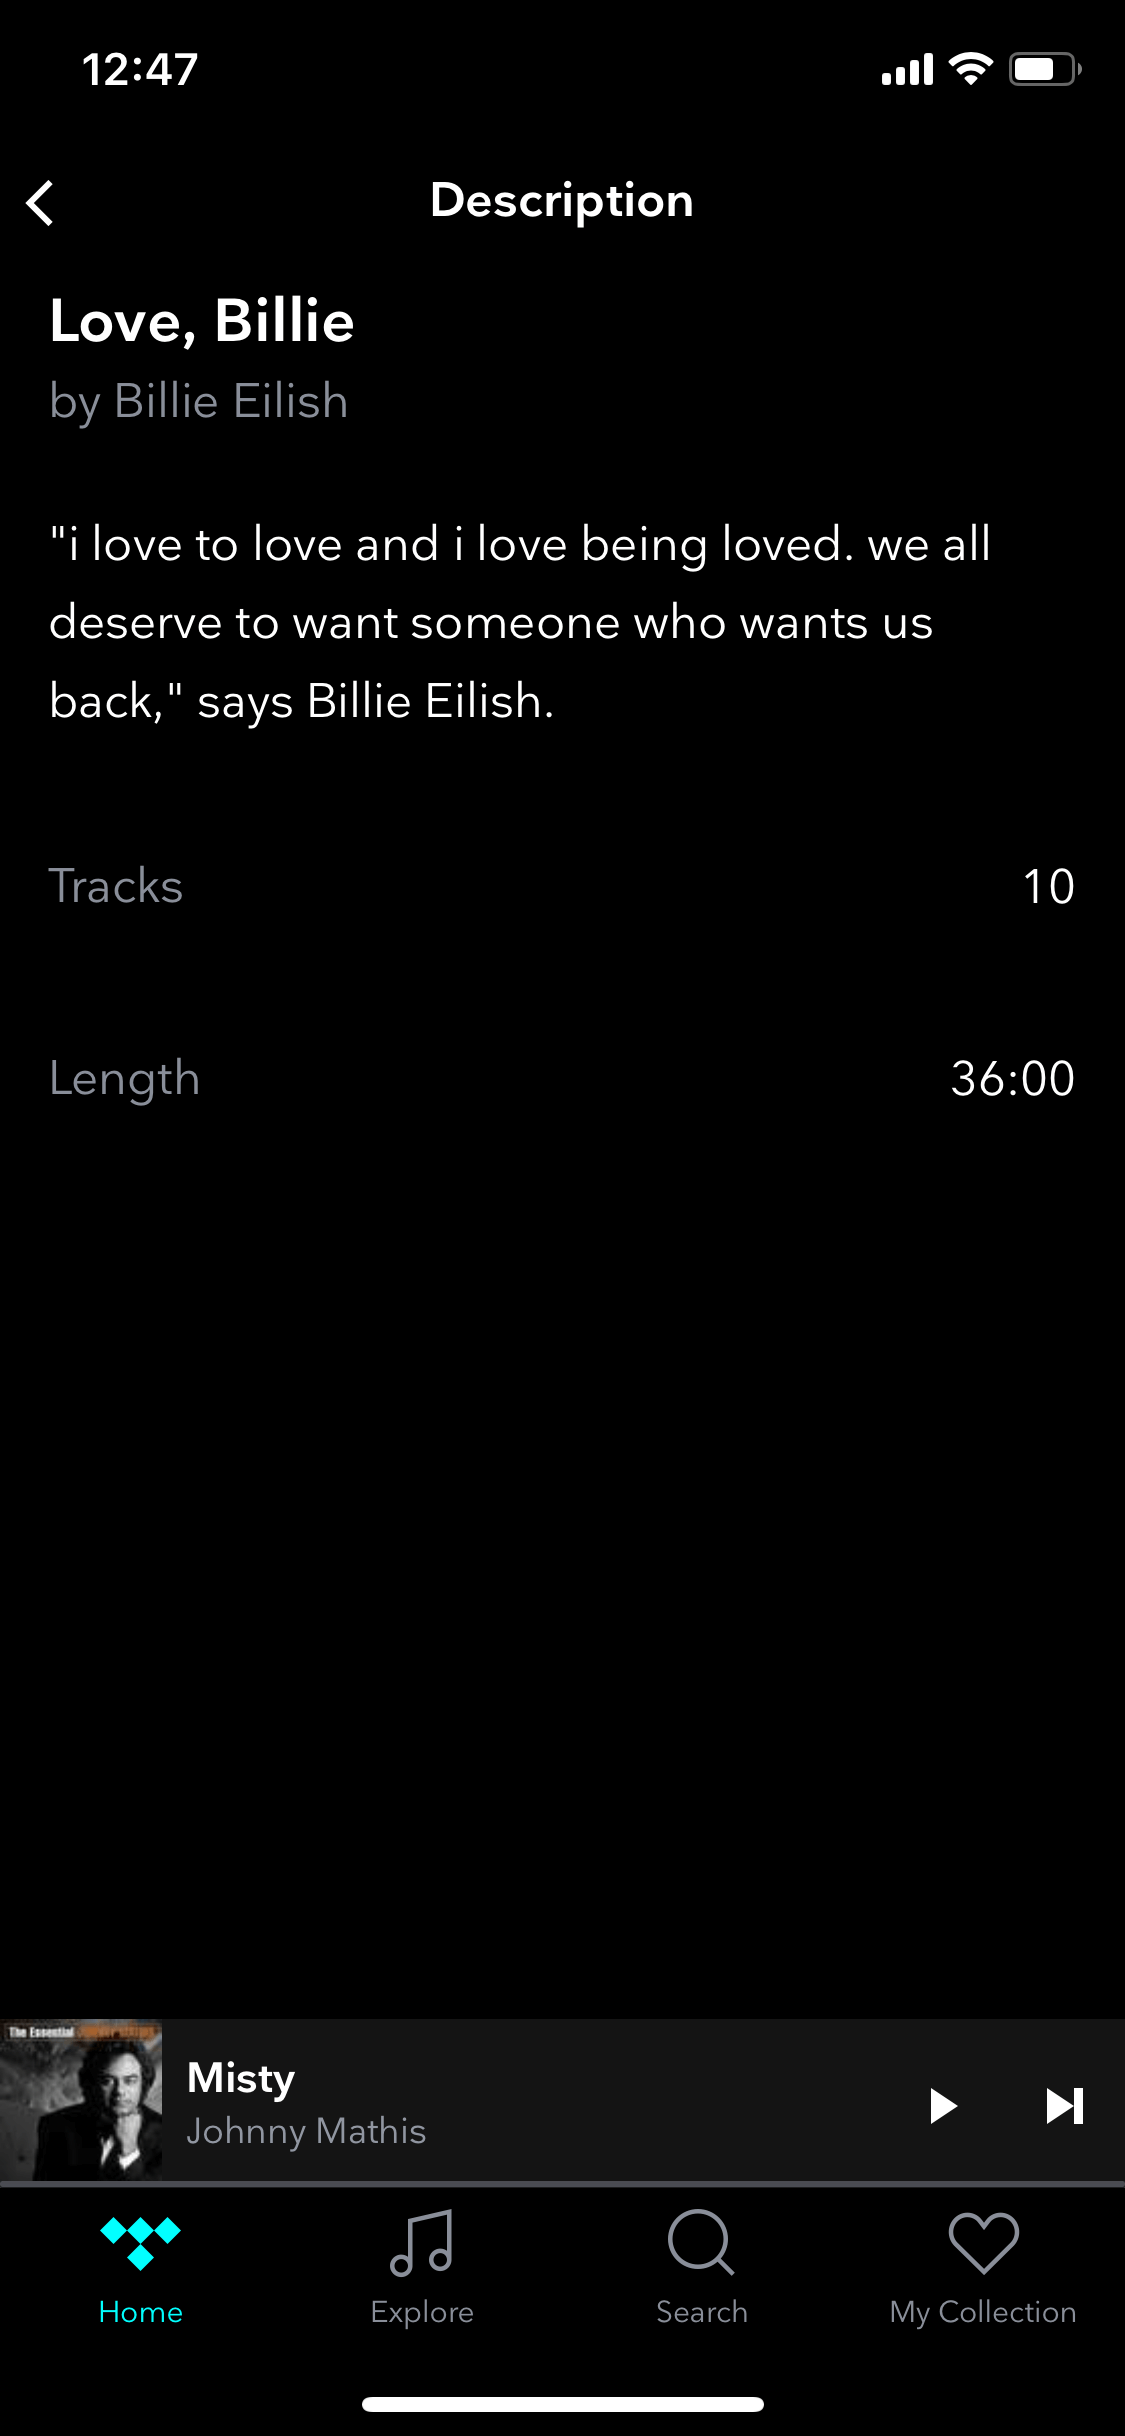 12:47
Description
Love, Billie
by Billie Eilish
"i love to love and i love being loved. we all
deserve to want someone who wants us
back," says Billie Eilish.
Tracks 10
Length 36:00
The Essential
Misty
Johnny Mathis
Home Explore Search My Collection